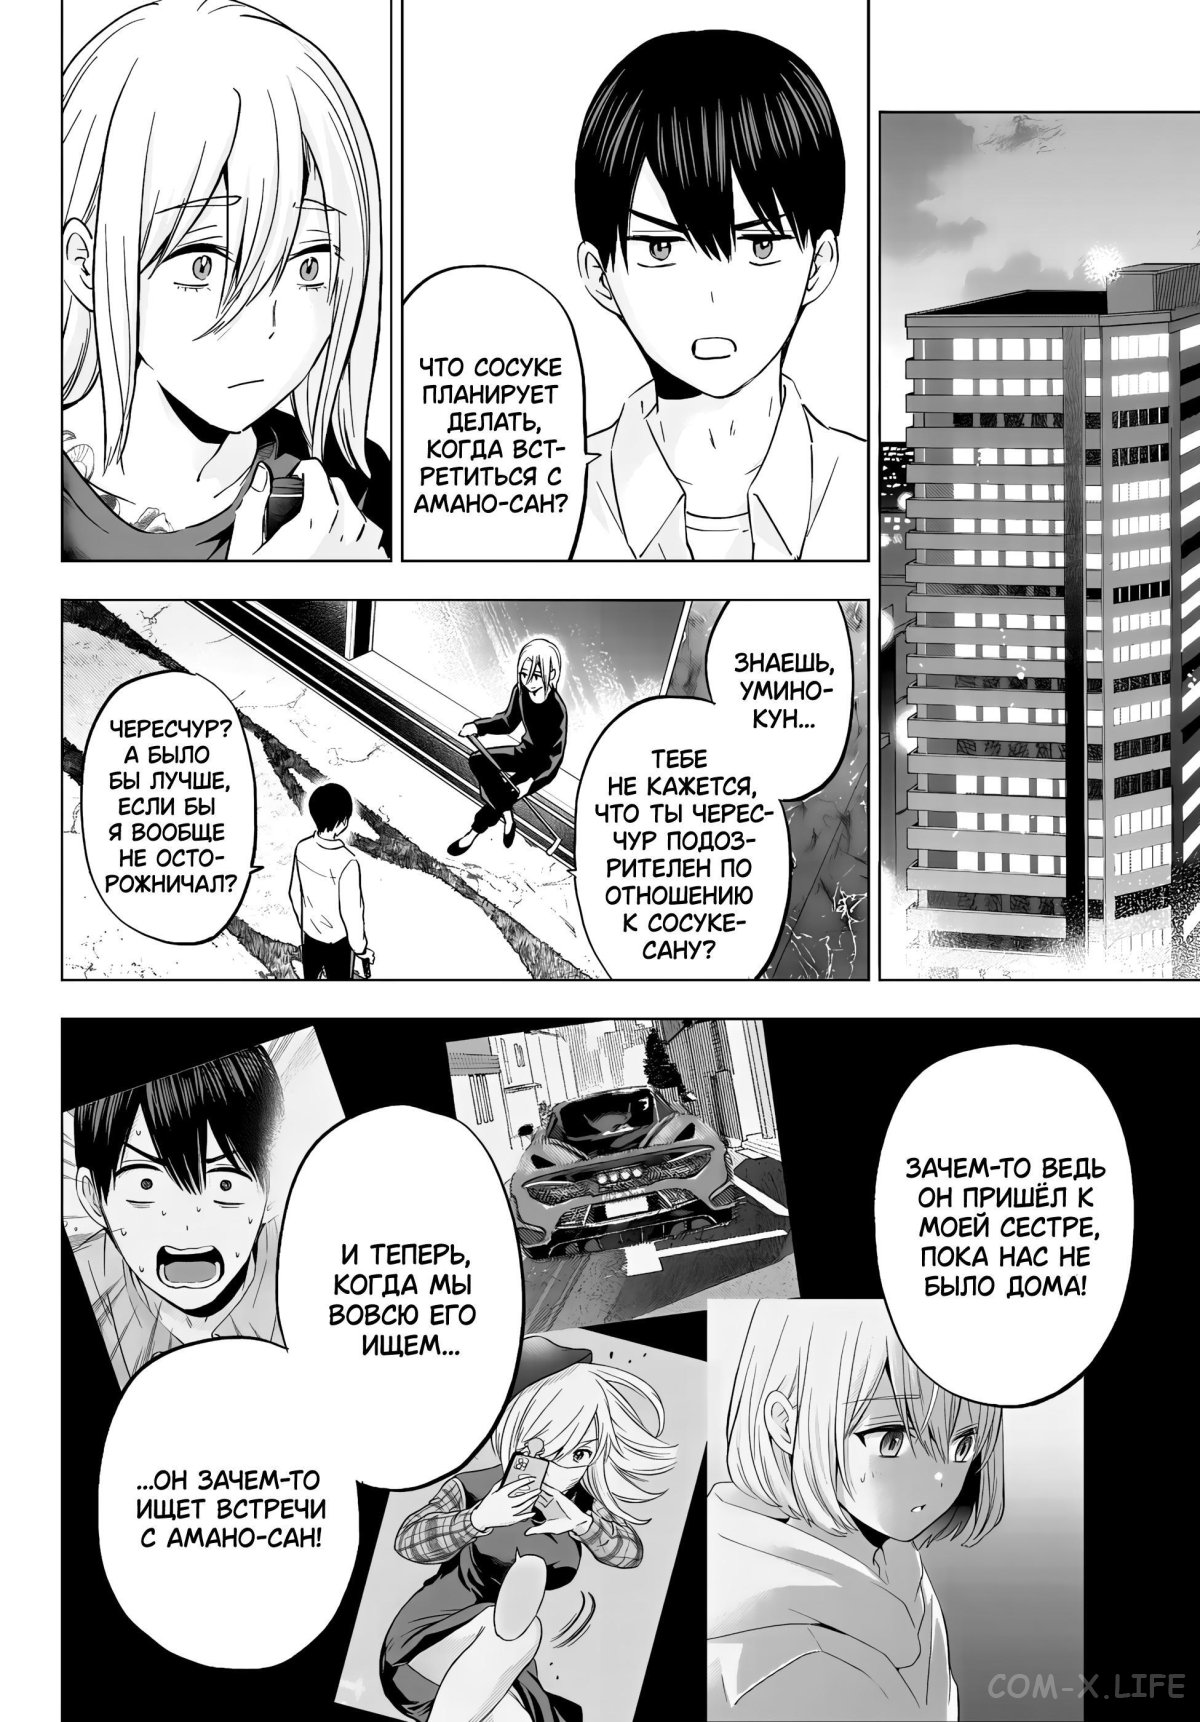 ЧТО СОСУКЕ
ПЛАНИРУЕТ
ДЕЛАТЬ,
КОГДА ВСТ-
РЕТИТЬСЯ С
АМАНО-САН?
ЗНАЕШЬ,
УМИНО-
КУН...
ТЕБЕ
НЕ КАЖЕТСЯ,
ЧТО ТЫ ЧЕРЕС-
ЧУР ПОДОЗ-
РИТЕЛЕН ПО
ОТНОШЕНИЮ
К СОСУКЕ-
САНУ?
ЧЕРЕСЧУР?
А БЫЛО
БЫ ЛУЧШЕ,
ЕСЛИ БЫ
Я ВООБЩЕ
НЕ ОСТО-
РОЖНИЧАЛ?
ЗАЧЕМ-ТО ВЕДЬ
ОН ПРИШЁЛ К
МОЕЙ СЕСТРЕ,
ПОКА НАС НЕ
БЫЛО ДОМА!
И ТЕПЕРЬ,
КОГДА МЫ
ВОВСЮ ЕГО
ИЩЕМ...
...ОН ЗАЧЕМ-ТО
ИЩЕТ ВСТРЕЧИ
С АМАНО-САН!
COM-X.LIFE